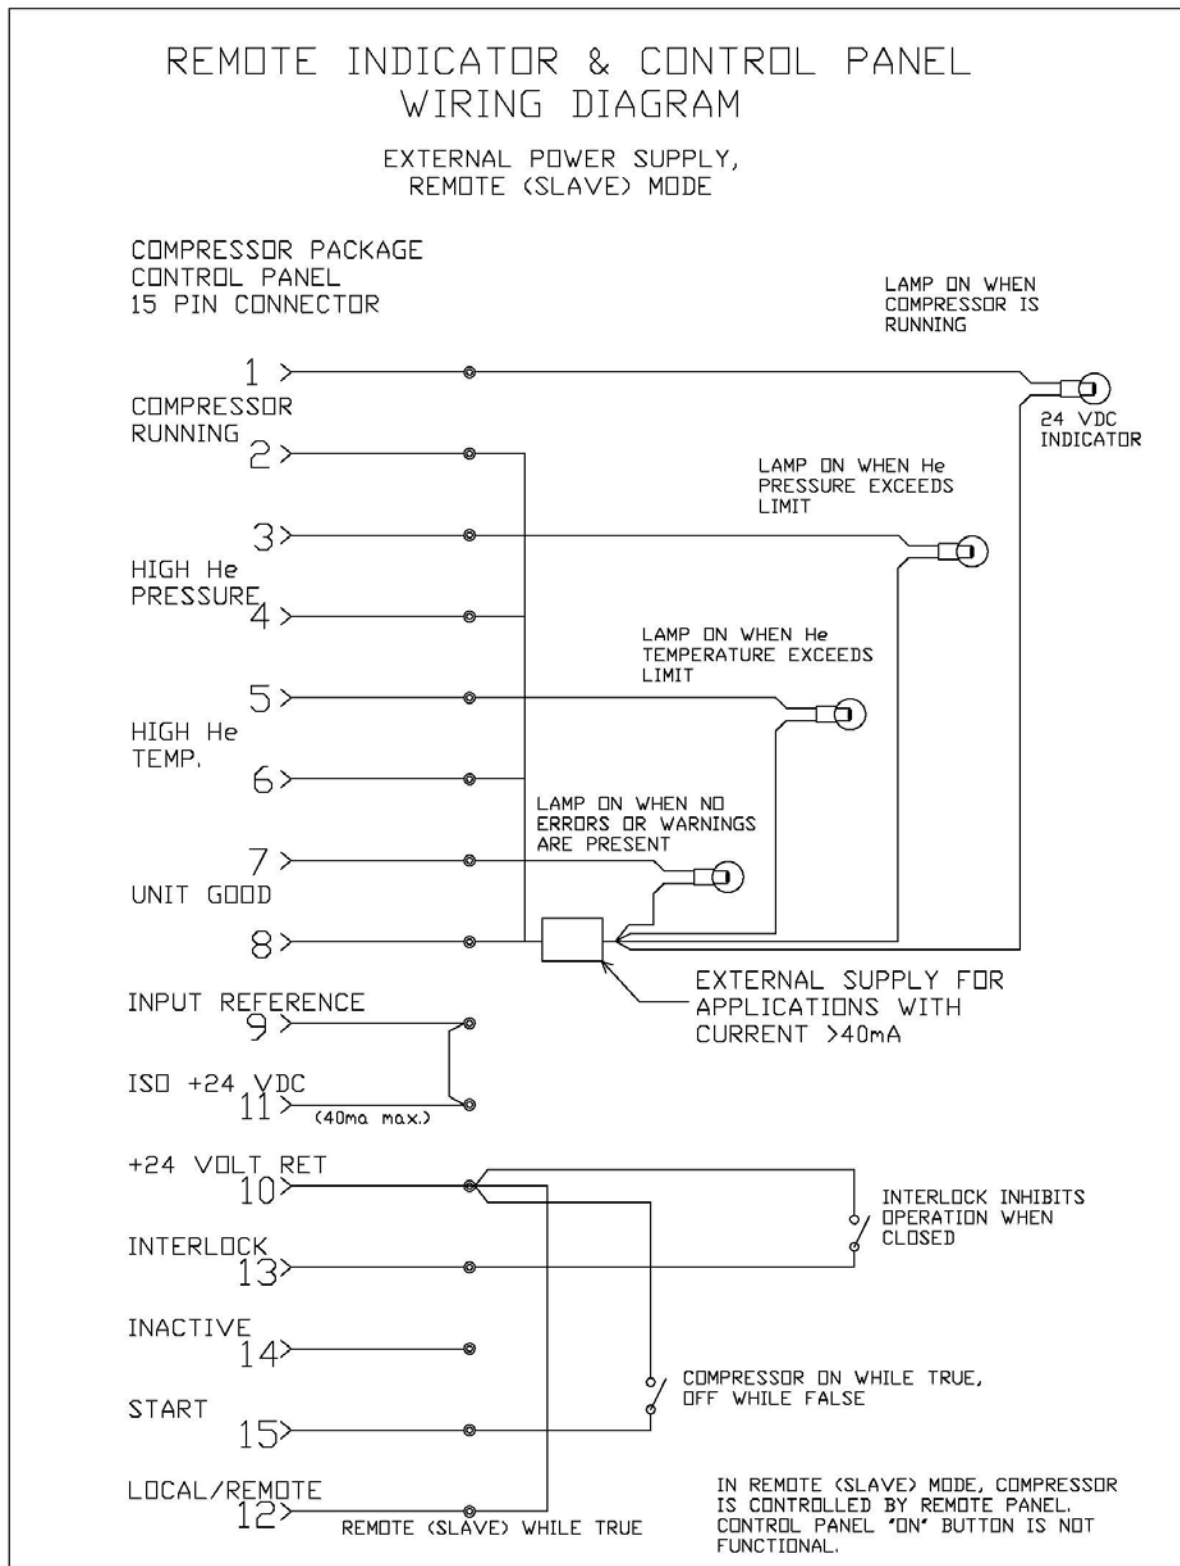 REMOTE INDICATOR & CONTROL PANEL
WIRING DIAGRAM
EXTERNAL POWER SUPPLY,
REMOTE (SLAVE) MODE
COMPRESSOR PACKAGE
CONTROL PANEL
15 PIN CONNECTOR
LAMP ON WHEN
COMPRESSOR IS
RUNNING
1
COMPRESSOR
RUNNING
2
24 VDC
INDICATOR
LAMP ON WHEN He
PRESSURE EXCEEDS
LIMIT
3
HIGH He
PRESSURE
4
LAMP ON WHEN He
TEMPERATURE EXCEEDS
LIMIT
5
HIGH He
TEMP.
6
LAMP ON WHEN NO
ERRORS OR WARNINGS
ARE PRESENT
7
UNIT GOOD
8
EXTERNAL SUPPLY FOR
APPLICATIONS WITH
CURRENT >40mA
INPUT REFERENCE
9
ISO +24 VDC
11
(40ma max.)
+24 VOLT RET
10
INTERLOCK INHIBITS
OPERATION WHEN
CLOSED
INTERLOCK
13
INACTIVE
14
COMPRESSOR ON WHILE TRUE,
OFF WHILE FALSE
START
15
LOCAL/REMOTE
12
REMOTE (SLAVE) WHILE TRUE
IN REMOTE (SLAVE) MODE, COMPRESSOR
IS CONTROLLED BY REMOTE PANEL.
CONTROL PANEL "ON" BUTTON IS NOT
FUNCTIONAL.